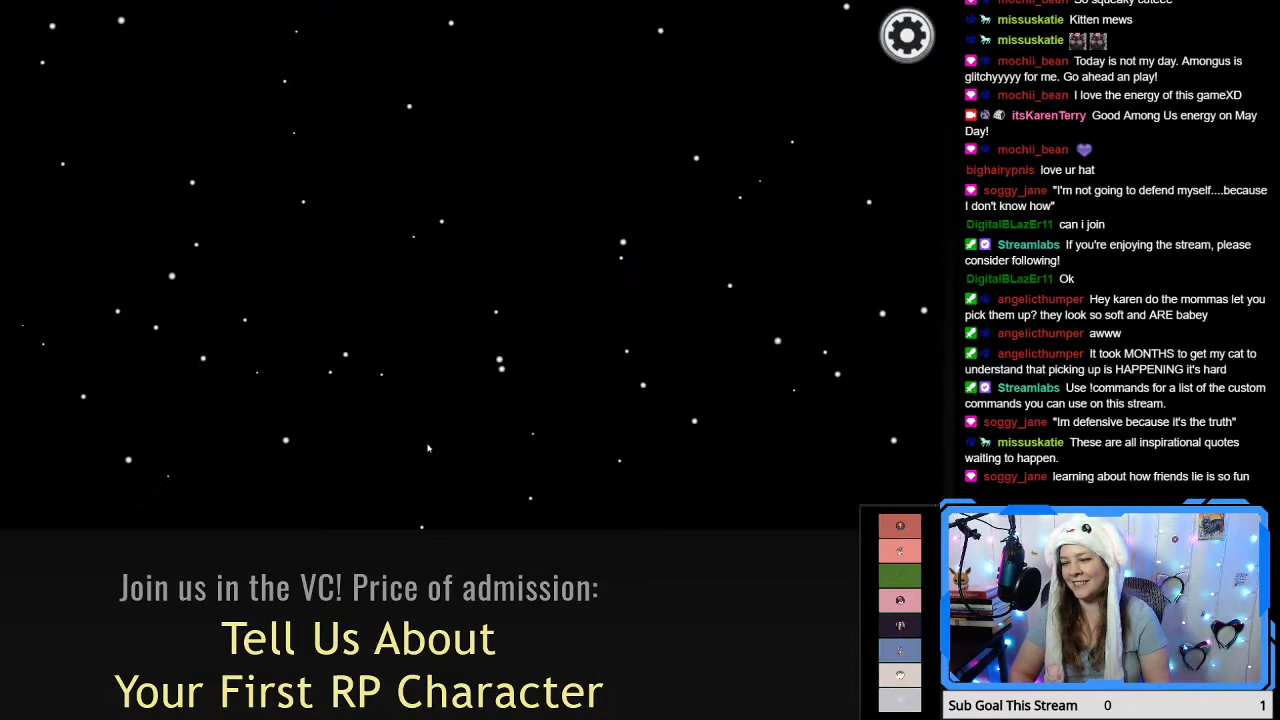 mochii_bean So squeaky cuteee
missuskatie Kitten mews
missuskatie
mochii_bean Today is not my day. Amongus is
glitchyyyyy for me. Go ahead an play!
mochii_bean I love the energy of this gameXD
itsKarenTerry Good Among Us energy on May
Day!
mochii_bean
bighairypnis love ur hat
soggy_jane "I'm not going to defend myself....because
I don't know how"
DigitalBLazEr11 can i join
Streamlabs If you're enjoying the stream, please
consider following!
DigitalBLazEr11 Ok
angelicthumper Hey karen do the mommas let you
pick them up? they look so soft and ARE babey
angelicthumper awww
angelicthumper It took MONTHS to get my cat to
understand that picking up is HAPPENING it's hard
Streamlabs Use !commands for a list of the custom
commands you can use on this stream.
soggy_jane "Im defensive because it's the truth"
missuskatie These are all inspirational quotes
waiting to happen.
soggy_jane learning about how friends lie is so fun
Join us in the VC! Price of admission:
Tell Us About
Your First RP Character
Sub Goal This Stream 0 1